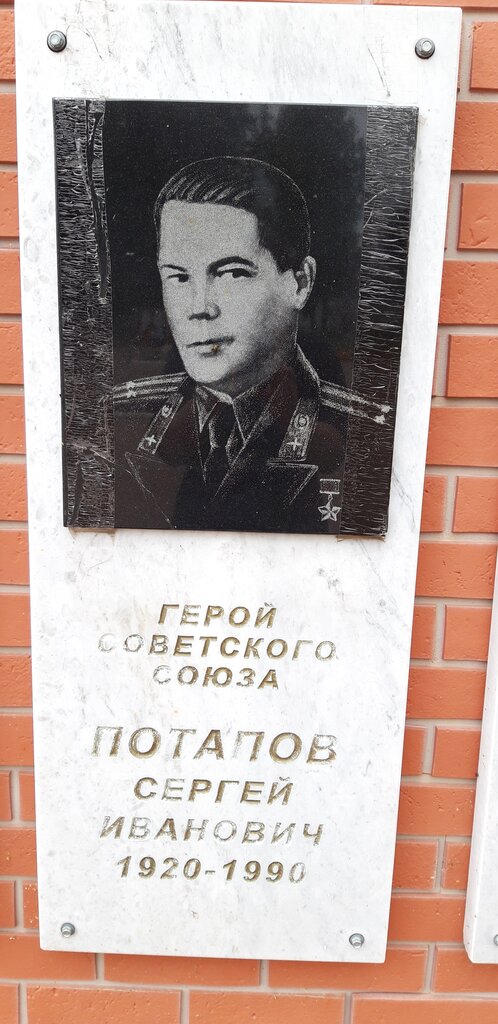 ГЕРОЙ
СОВЕТСКОГО
СОЮЗА
ПОТАПОВ
СЕРГЕЙ
ИВАНОВИЧ
1920-1990